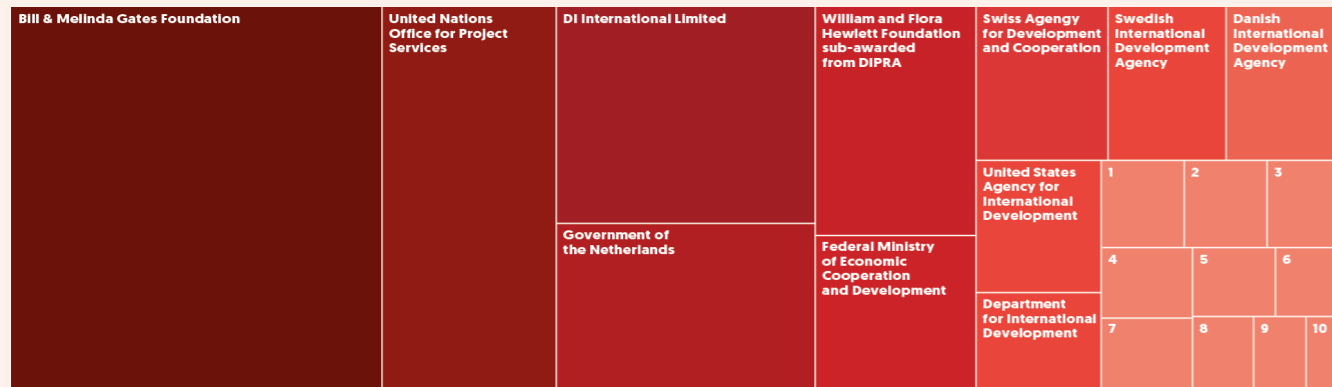 Bill & Melinda Gates Foundation
United Nations
Office for Project
Services
DI International Limited
Government of
the Netherlands
William and Flora
Hewlett Foundation
sub-awarded
from DIPRA
Federal Ministry
of Economic
Cooperation
and Development
Swiss Agengy
for Development
and Cooperation
Swedish
International
Development
Agency
Danish
International
Development
Agency
United States
Agency for
International
Development
Department
for International
Development
1
2
3
4
5
6
7
8
9
10